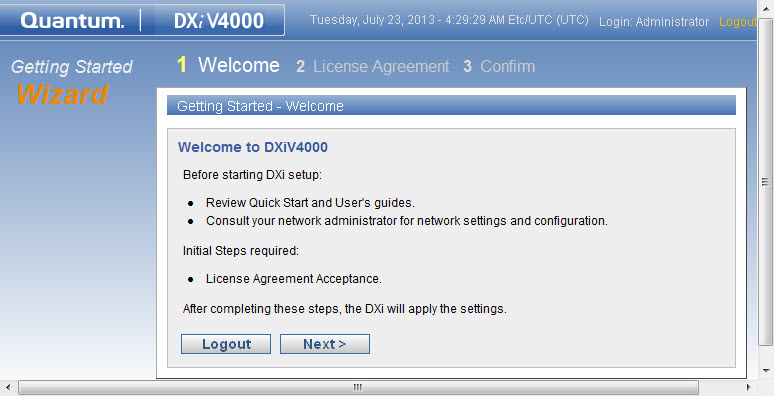 Quantum. DXi V4000 Tuesday, July 23, 2013 - 4:29:29 AM Etc/UTC (UTC) Login: Administrator Logout
Getting Started
Wizard
1 Welcome 2 License Agreement 3 Confirm
Getting Started - Welcome
Welcome to DXiV4000
Before starting DXi setup:
• Review Quick Start and User's guides.
• Consult your network administrator for network settings and configuration.
Initial Steps required:
• License Agreement Acceptance.
After completing these steps, the DXi will apply the settings.
Logout Next >